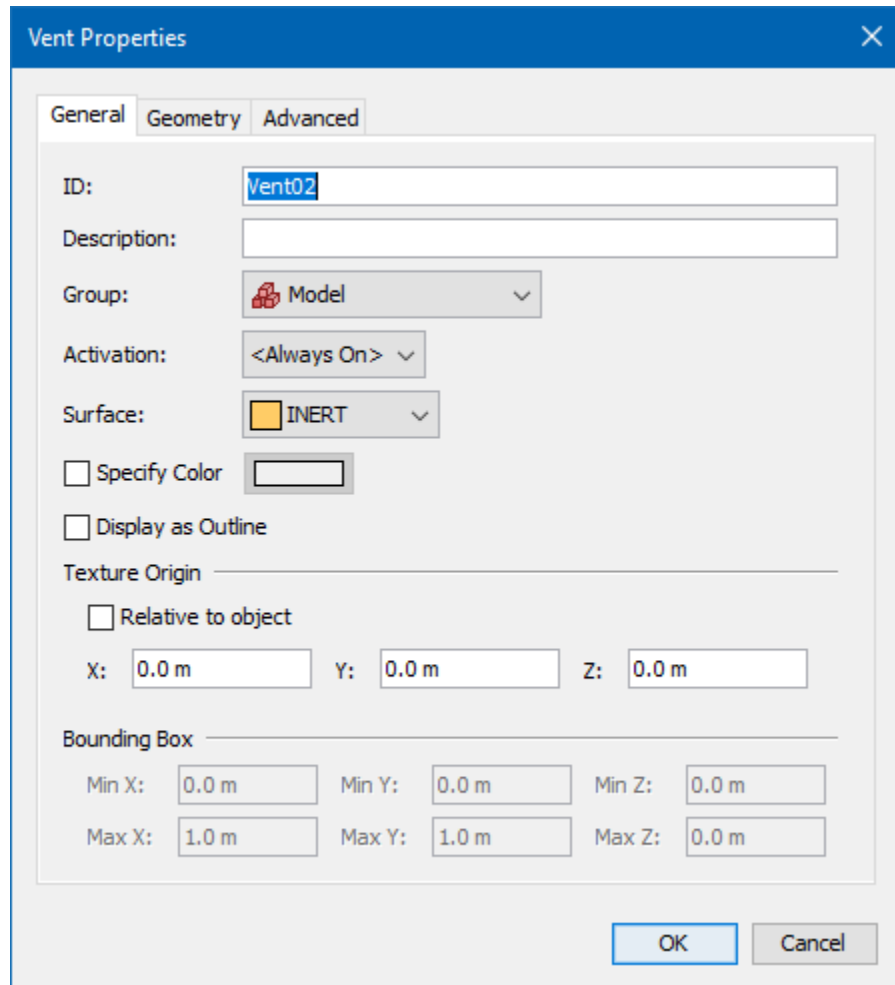 Vent Properties
General Geometry Advanced
ID: Vent02
Description:
Group: Model
Activation: <Always On>
Surface: INERT
Specify Color
Display as Outline
Texture Origin
Relative to object
X: 0.0 m Y: 0.0 m Z: 0.0 m
Bounding Box
Min X: 0.0 m Min Y: 0.0 m Min Z: 0.0 m
Max X: 1.0 m Max Y: 1.0 m Max Z: 0.0 m
OK Cancel